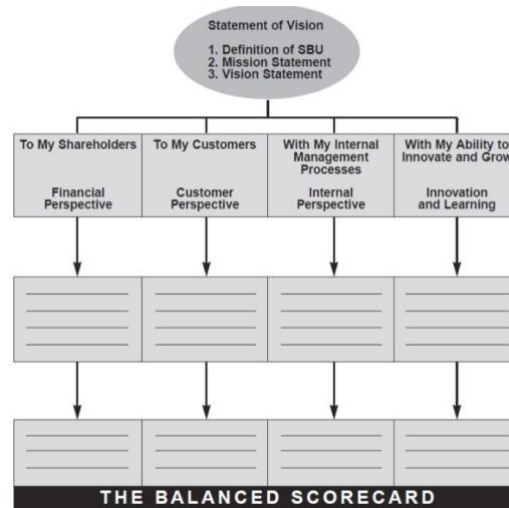 Statement of Vision
1. Definition of SBU
2. Mission Statement
3. Vision Statement
To My Shareholders
Financial
Perspective
To My Customers
Customer
Perspective
With My Internal
Management
Processes
Internal
Perspective
With My Ability to
Innovate and Grow
Innovation
and Learning
THE BALANCED SCORECARD